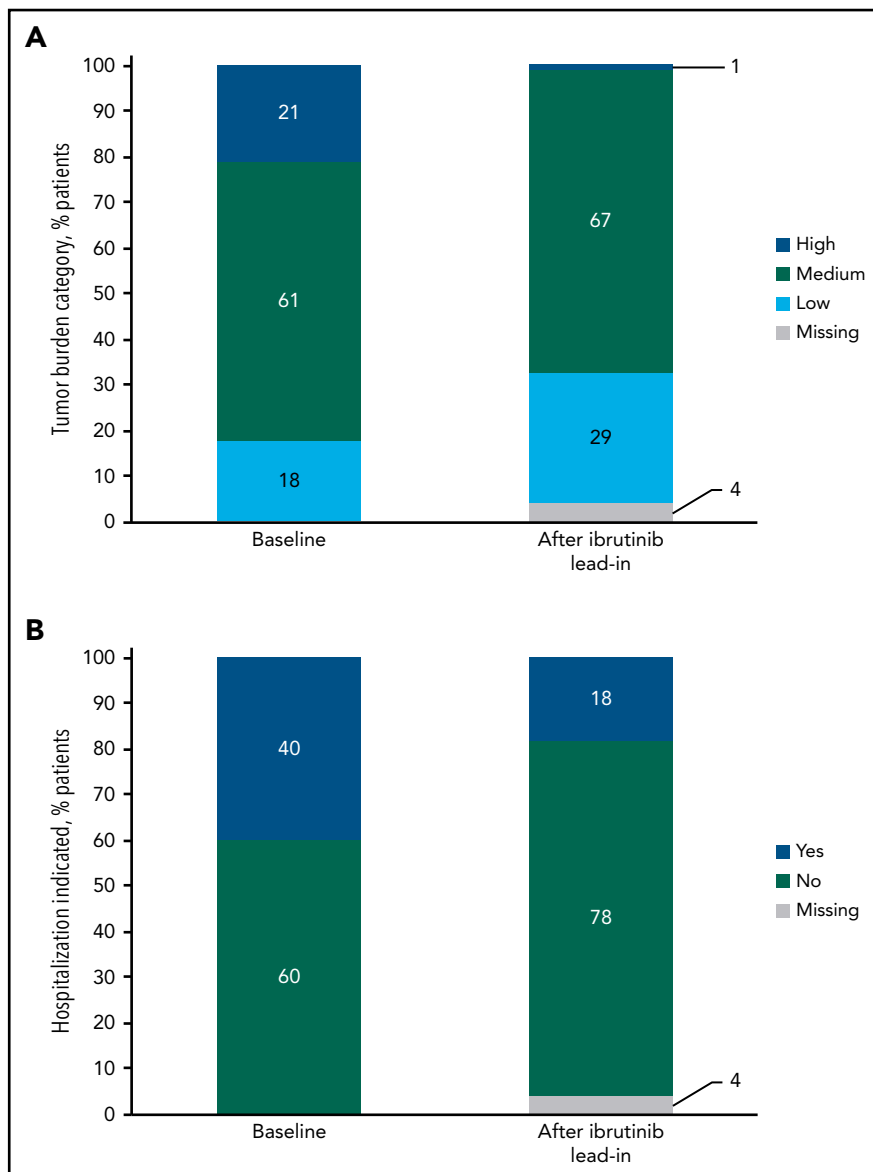 A
Tumor burden category, % patients
100
90
80
70
60
50
40
30
20
10
0
21
61
18
1
67
29
4
Baseline
After ibrutinib
lead-in
High
Medium
Low
Missing
B
Hospitalization indicated, % patients
100
90
80
70
60
50
40
30
20
10
0
40
60
18
78
4
Baseline
After ibrutinib
lead-in
Yes
No
Missing